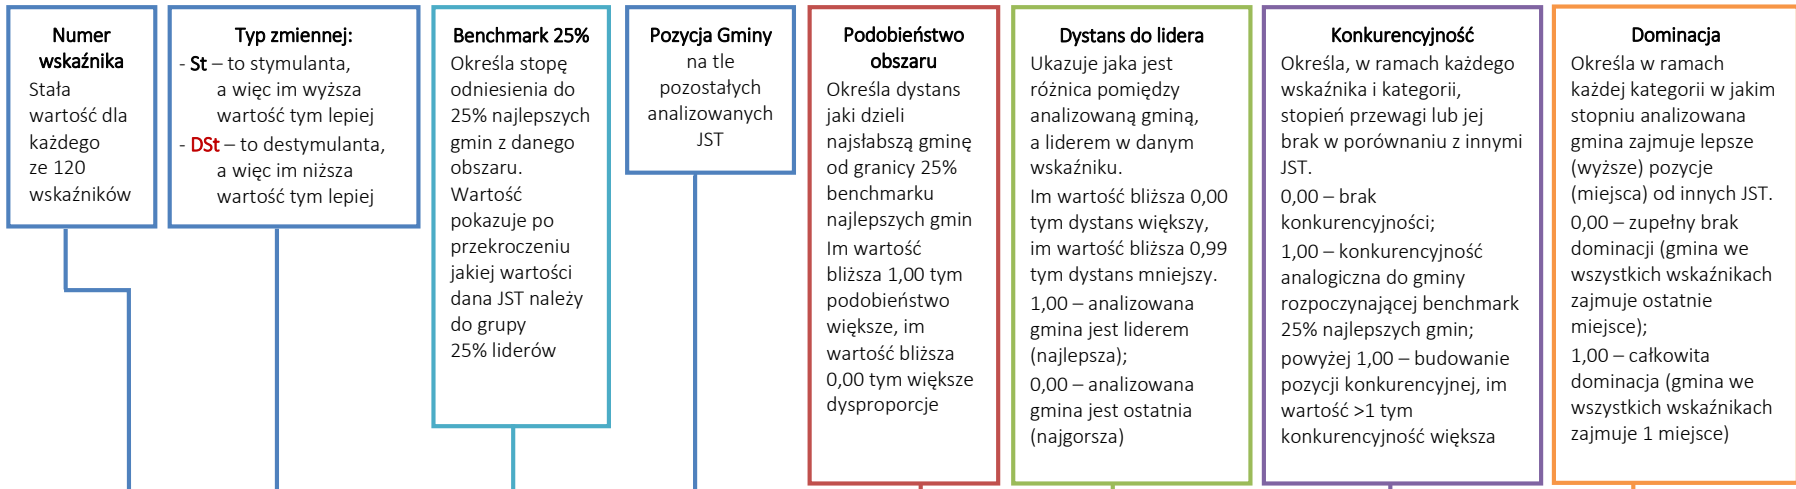 Numer
wskaźnika
Stała
wartość dla
każdego
ze 120
wskaźników
Typ zmiennej:
- St – to stymulanta,
a więc im wyższa
wartość tym lepiej
- DSt – to destymulanta,
a więc im niższa
wartość tym lepiej
Benchmark 25%
Określa stopę
odniesienia do
25% najlepszych
gmin z danego
obszaru.
Wartość
pokazuje po
przekroczeniu
jakiej wartości
dana JST należy
do grupy
25% liderów
Pozycja Gminy
na tle
pozostałych
analizowanych
JST
Podobieństwo
obszaru
Określa dystans
jaki dzieli
najsłabszą gminę
od granicy 25%
benchmarku
najlepszych gmin
Im wartość
bliższa 1,00 tym
podobieństwo
większe, im
wartość bliższa
0,00 tym większe
dysproporcje
Dystans do lidera
Ukazuje jaka jest
różnica pomiędzy
analizowaną gminą,
a liderem w danym
wskaźniku.
Im wartość bliższa 0,00
tym dystans większy,
im wartość bliższa 0,99
tym dystans mniejszy.
1,00 – analizowana
gmina jest liderem
(najlepsza);
0,00 – analizowana
gmina jest ostatnia
(najgorsza)
Konkurencyjność
Określa, w ramach każdego
wskaźnika i kategorii,
stopień przewagi lub jej
brak w porównaniu z innymi
JST.
0,00 – brak
konkurencyjności;
1,00 – konkurencyjność
analogiczna do gminy
rozpoczynającej benchmark
25% najlepszych gmin;
powyżej 1,00 – budowanie
pozycji konkurencyjnej, im
wartość >1 tym
konkurencyjność większa
Dominacja
Określa w ramach
każdej kategorii w jakim
stopniu analizowana
gmina zajmuje lepsze
(wyższe) pozycje
(miejsca) od innych JST.
0,00 – zupełny brak
dominacji (gmina we
wszystkich wskaźnikach
zajmuje ostatnie
miejsce);
1,00 – całkowita
dominacja (gmina we
wszystkich wskaźnikach
zajmuje 1 miejsce)